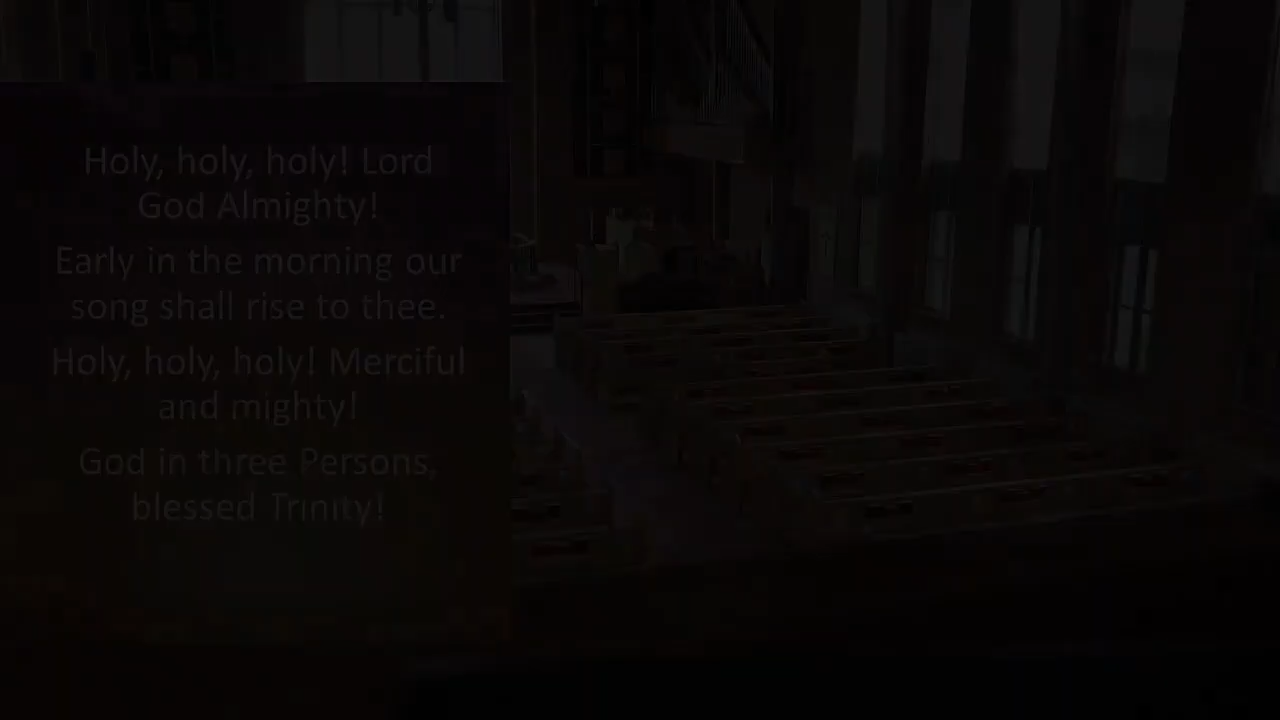 Holy, holy, holy! Lord
God Almighty!
Early in the morning our
song shall rise to thee.
Holy, holy, holy! Merciful
and mighty!
God in three Persons,
blessed Trinity!